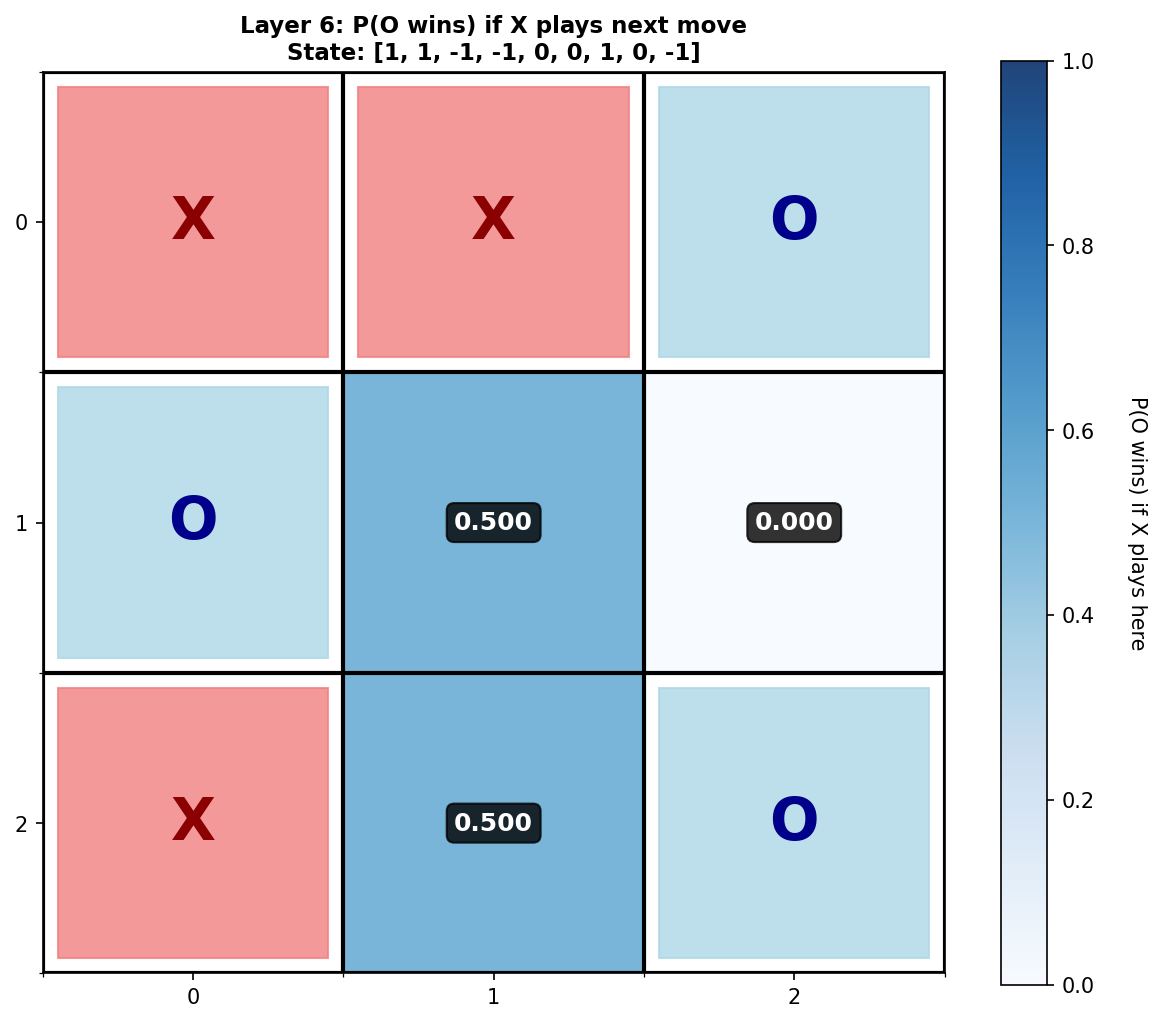 Layer 6: P(O wins) if X plays next move
State: [1, 1, -1, -1, 0, 0, 1, 0, -1]
X
X
O
O
0.500
0.000
X
0.500
O
0
1
2
0
1
2
1.0
0.8
0.6
0.4
0.2
0.0
P(O wins) if X plays here